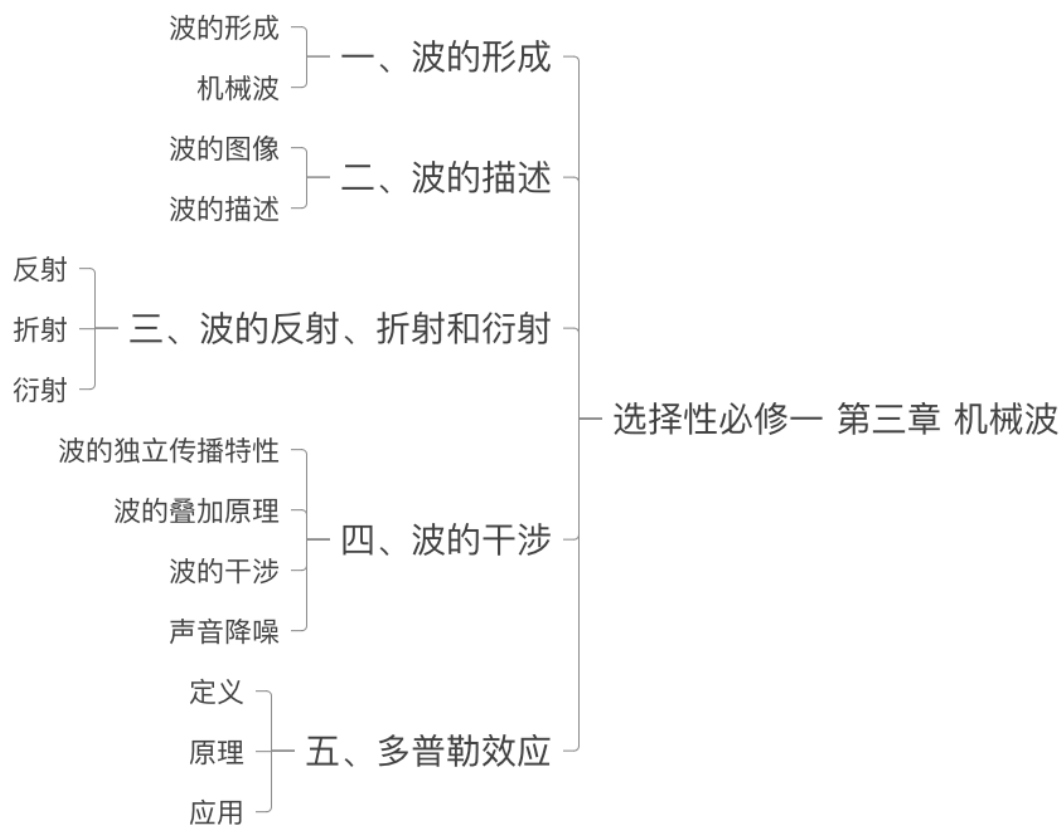 选择性必修一 第三章 机械波
一、波的形成
波的形成
机械波
二、波的描述
波的图像
波的描述
三、波的反射、折射和衍射
反射
折射
衍射
四、波的干涉
波的独立传播特性
波的叠加原理
波的干涉
声音降噪
五、多普勒效应
定义
原理
应用